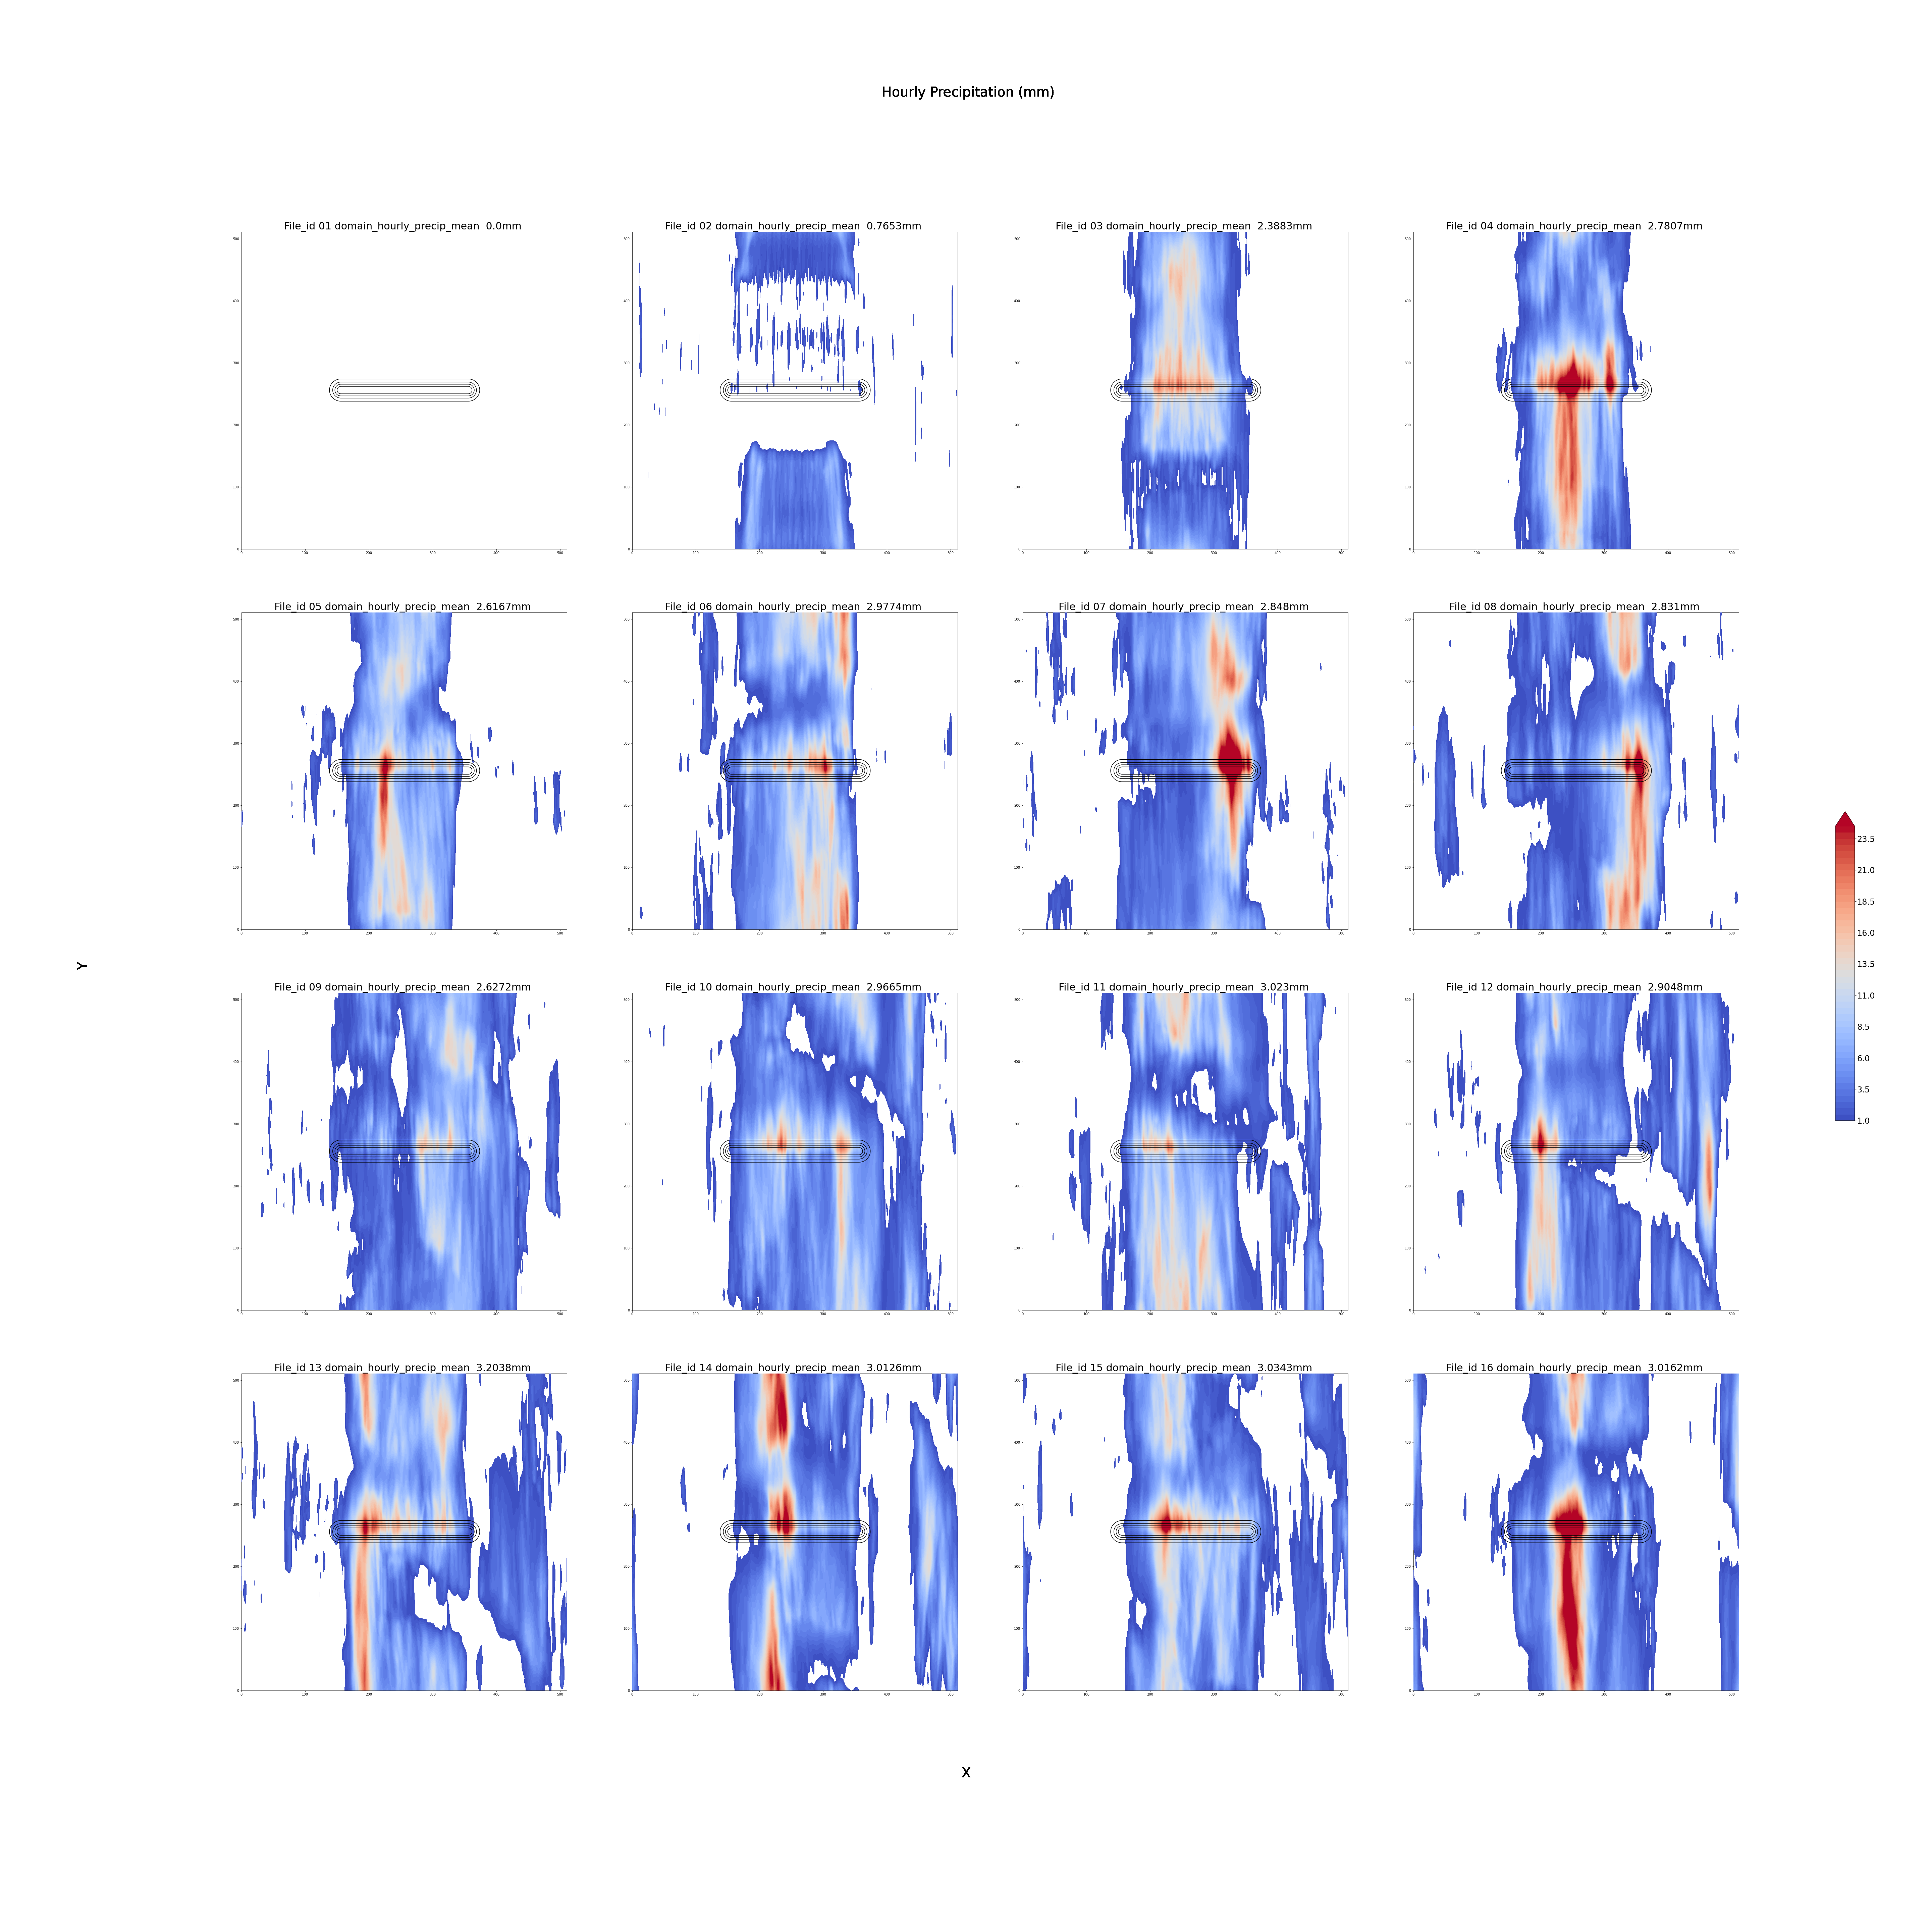 Hourly Precipitation (mm)
File_id 01 domain_hourly_precip_mean 0.0mm
File_id 02 domain_hourly_precip_mean 0.7653mm
File_id 03 domain_hourly_precip_mean 2.3883mm
File_id 04 domain_hourly_precip_mean 2.7807mm
File_id 05 domain_hourly_precip_mean 2.6167mm
File_id 06 domain_hourly_precip_mean 2.9774mm
File_id 07 domain_hourly_precip_mean 2.848mm
File_id 08 domain_hourly_precip_mean 2.831mm
File_id 09 domain_hourly_precip_mean 2.6272mm
File_id 10 domain_hourly_precip_mean 2.9665mm
File_id 11 domain_hourly_precip_mean 3.023mm
File_id 12 domain_hourly_precip_mean 2.9048mm
File_id 13 domain_hourly_precip_mean 3.2038mm
File_id 14 domain_hourly_precip_mean 3.0126mm
File_id 15 domain_hourly_precip_mean 3.0343mm
File_id 16 domain_hourly_precip_mean 3.0162mm
Y
X
23.5
21.0
18.5
16.0
13.5
11.0
8.5
6.0
3.5
1.0